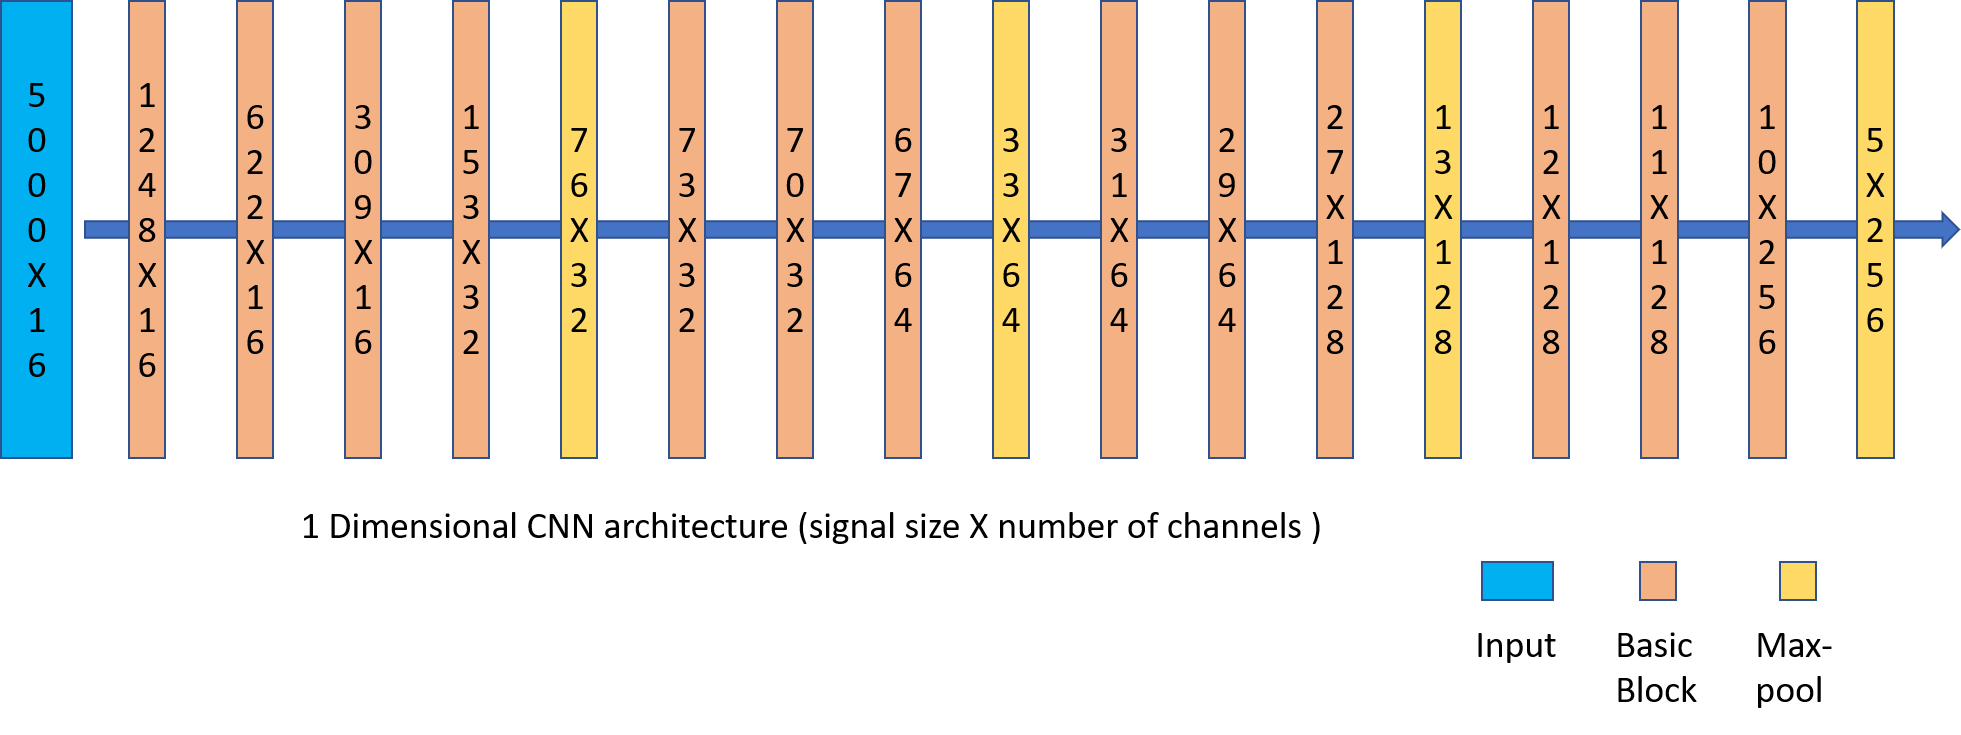 5000X16
1248X16
622X16
309X16
153X32
76X32
73X32
70X32
67X64
33X64
31X64
29X64
27X128
13X128
12X128
11X128
10X256
5X256
1 Dimensional CNN architecture (signal size X number of channels )
Input
Basic
Block
Max-
pool